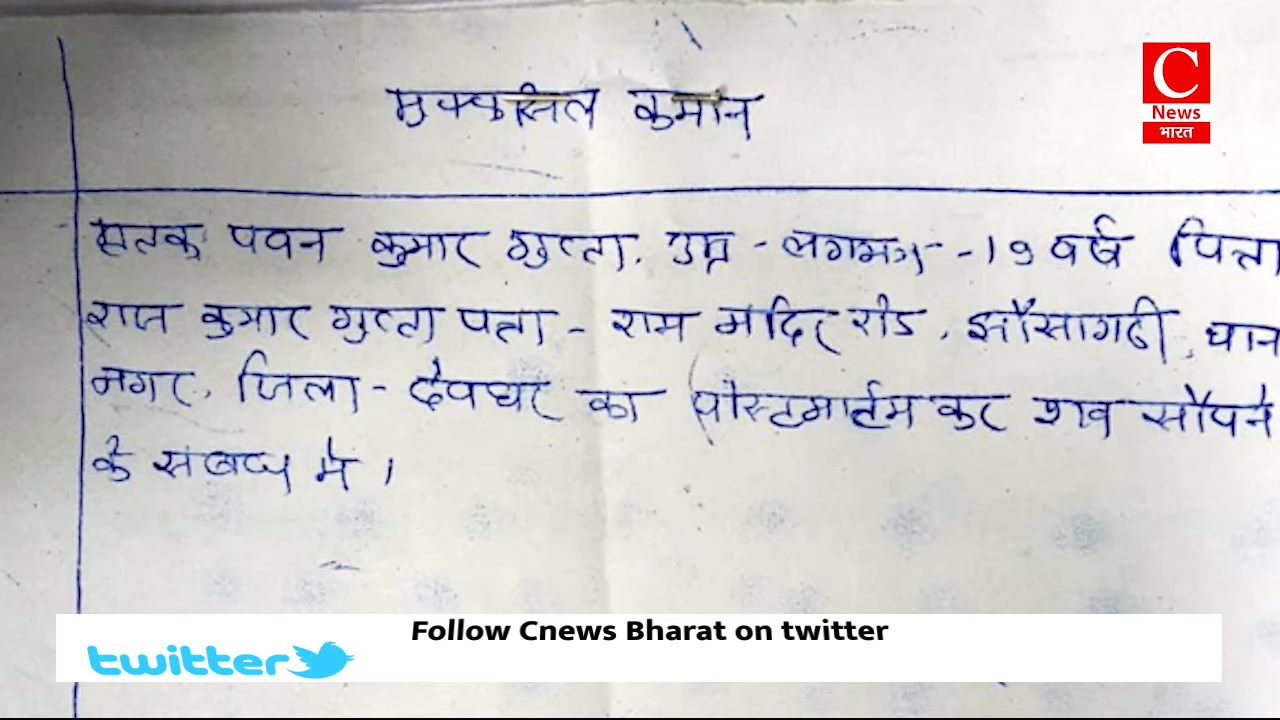 C
News
भारत
कुमार
मृतक पवन कुमार गुप्ता, उम्र - लगभग - 19 वर्ष पिता
राज कुमार गुप्ता पता - राम मंदिर रोड, झौसागढी, थान
नगर, जिला - देवघर का पोस्टमार्टम कर शव सौपने
के संबंध में।
Follow Cnews Bharat on twitter
twitter